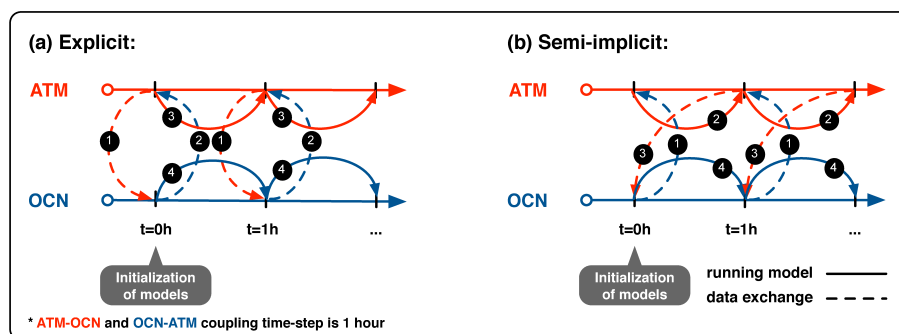 (a) Explicit:
(b) Semi-implicit:
ATM
ATM
3
3
2
2
1
2
1
2
1
1
3
3
4
4
4
4
OCN
OCN
t=0h
t=1h
...
t=0h
t=1h
...
Initialization
of models
Initialization
of models
running model
data exchange
* ATM-OCN and OCN-ATM coupling time-step is 1 hour